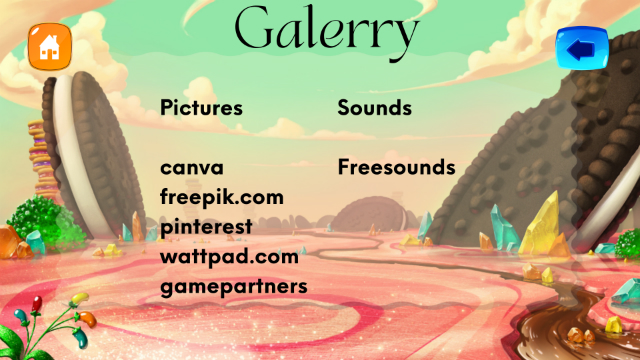 Galerry
Pictures
canva
freepik.com
pinterest
wattpad.com
gamepartners
Sounds
Freesounds